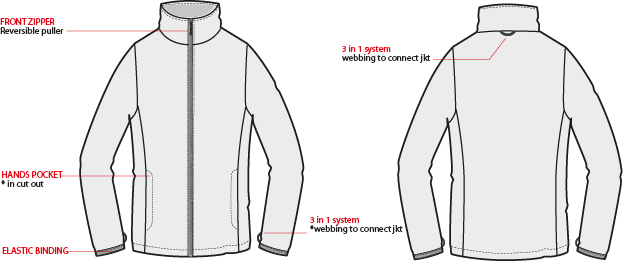 FRONT ZIPPER
Reversible puller
3 in 1 system
webbing to connect jkt
HANDS POCKET
* in cut out
3 in 1 system
*webbing to connect jkt
ELASTIC BINDING